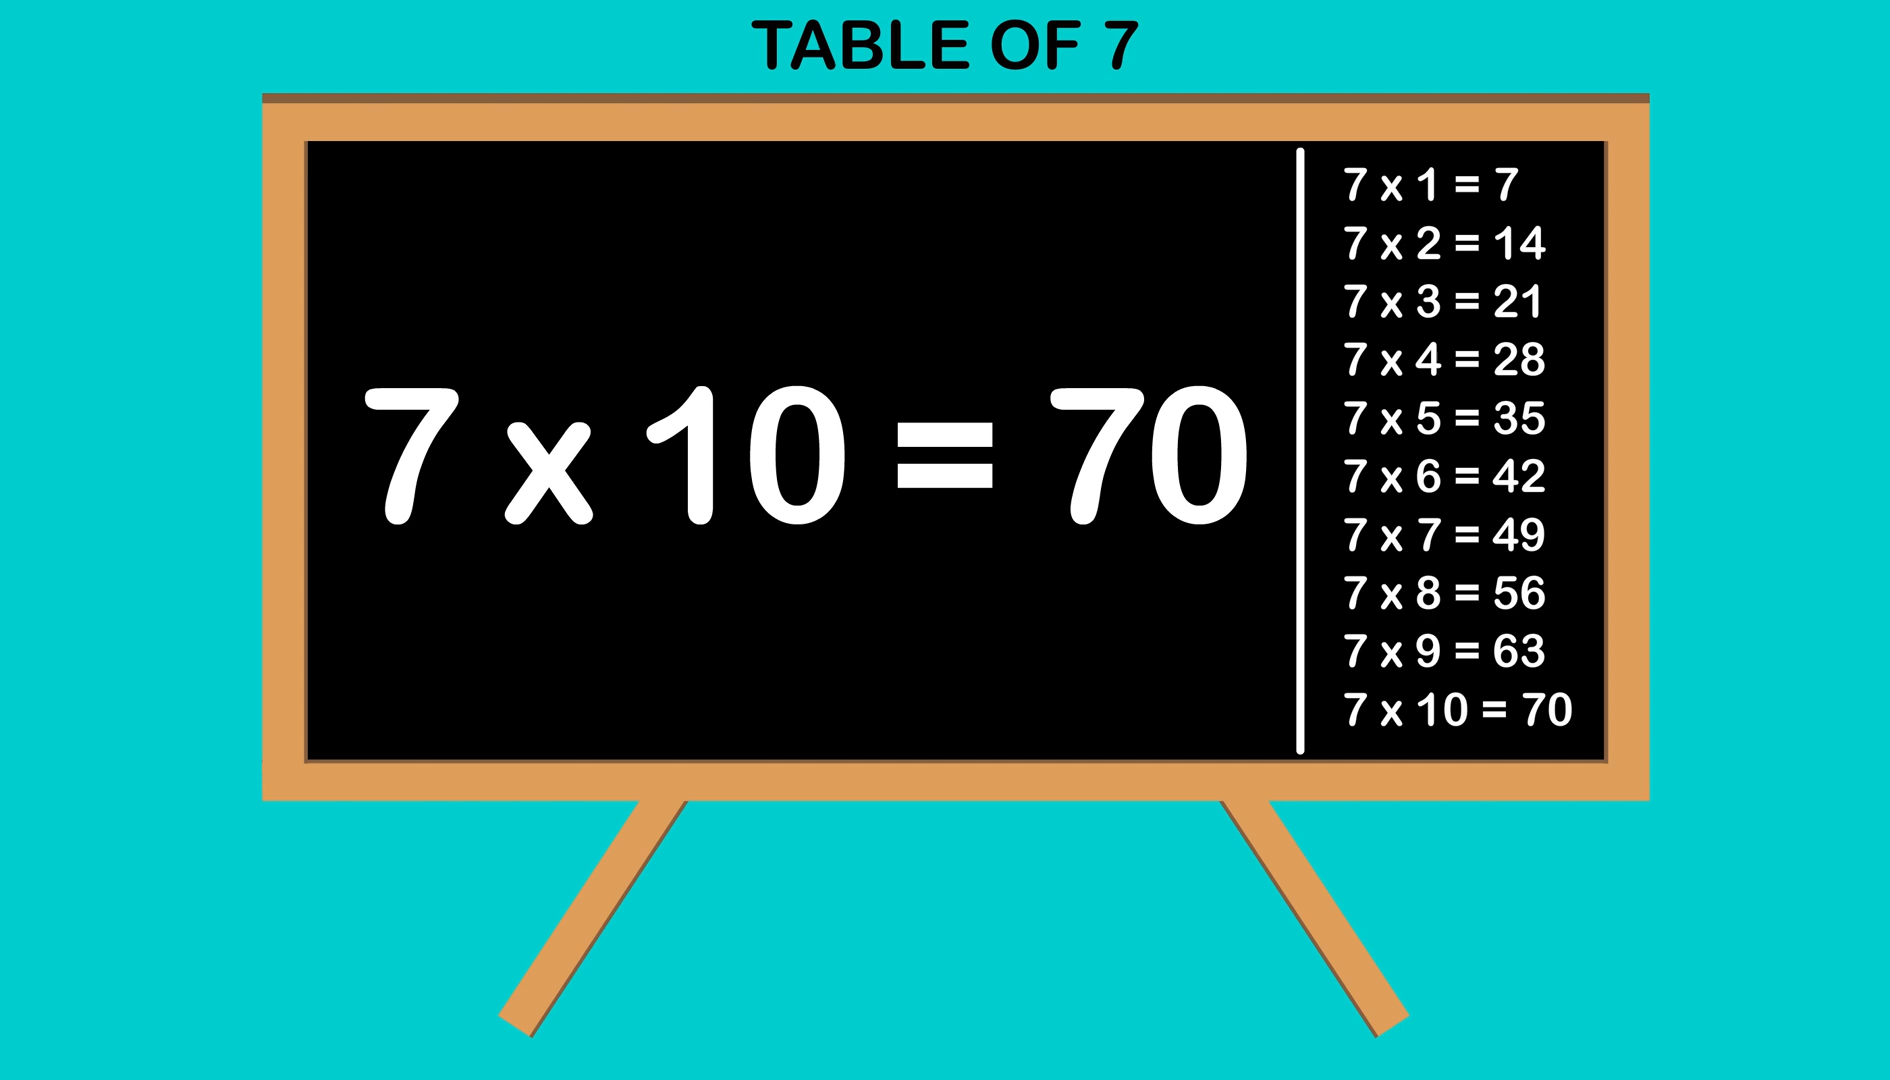 TABLE OF 7
7 x 10 = 70
7 x 1 = 7
7 x 2 = 14
7 x 3 = 21
7 x 4 = 28
7 x 5 = 35
7 x 6 = 42
7 x 7 = 49
7 x 8 = 56
7 x 9 = 63
7 x 10 = 70